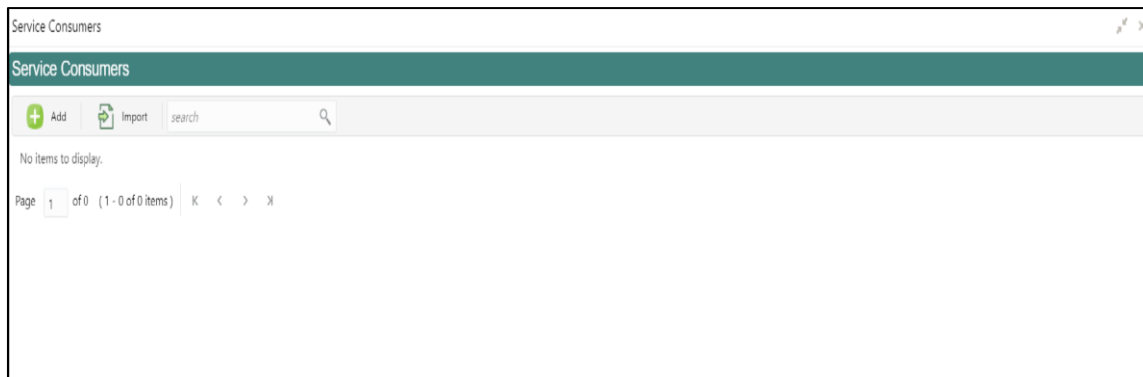 Service Consumers
Service Consumers
Add Import search
No items to display.
Page 1 of 0 (1 - 0 of 0 items)